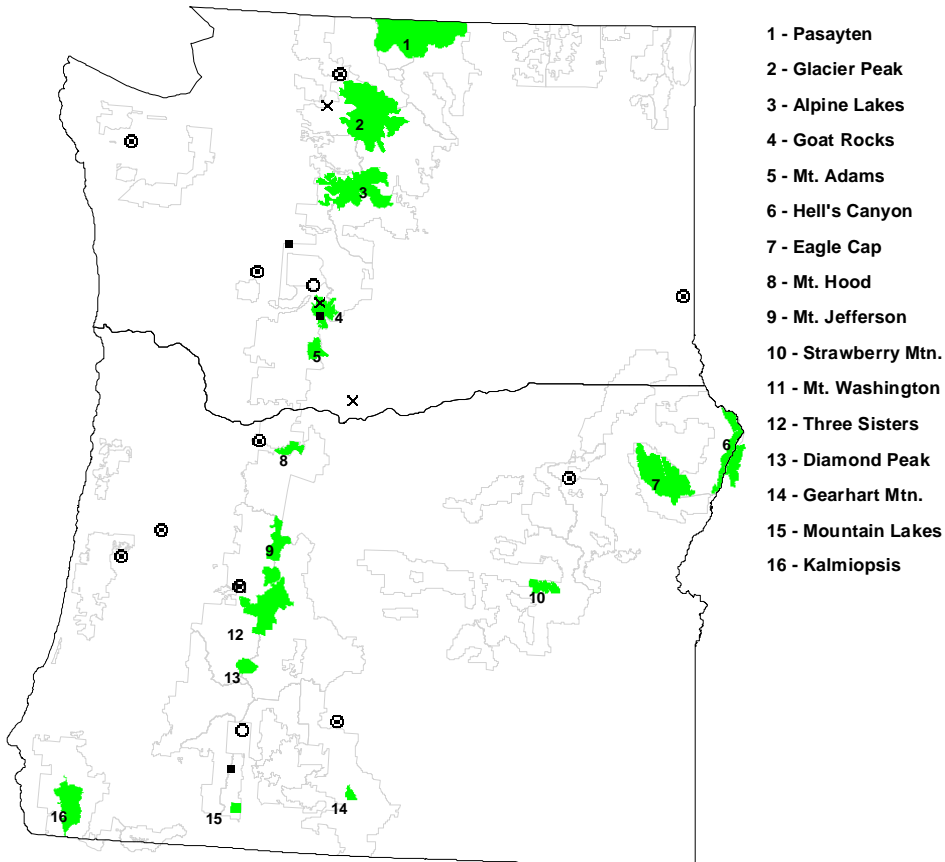 1 - Pasayten
2 - Glacier Peak
3 - Alpine Lakes
4 - Goat Rocks
5 - Mt. Adams
6 - Hell's Canyon
7 - Eagle Cap
8 - Mt. Hood
9 - Mt. Jefferson
10 - Strawberry Mtn.
11 - Mt. Washington
12 - Three Sisters
13 - Diamond Peak
14 - Gearhart Mtn.
15 - Mountain Lakes
16 - Kalmiopsis
1
2
3
4
5
6
8
7
9
10
12
13
14
15
16